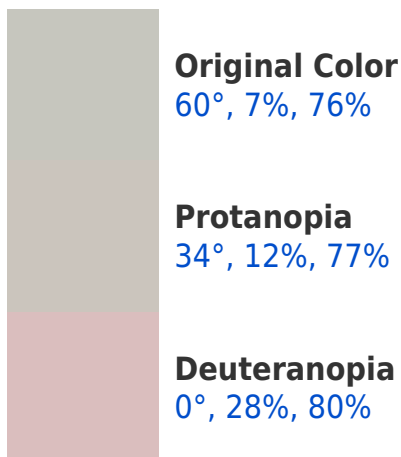 Original Color
60°, 7%, 76%
Protanopia
34°, 12%, 77%
Deuteranopia
0°, 28%, 80%